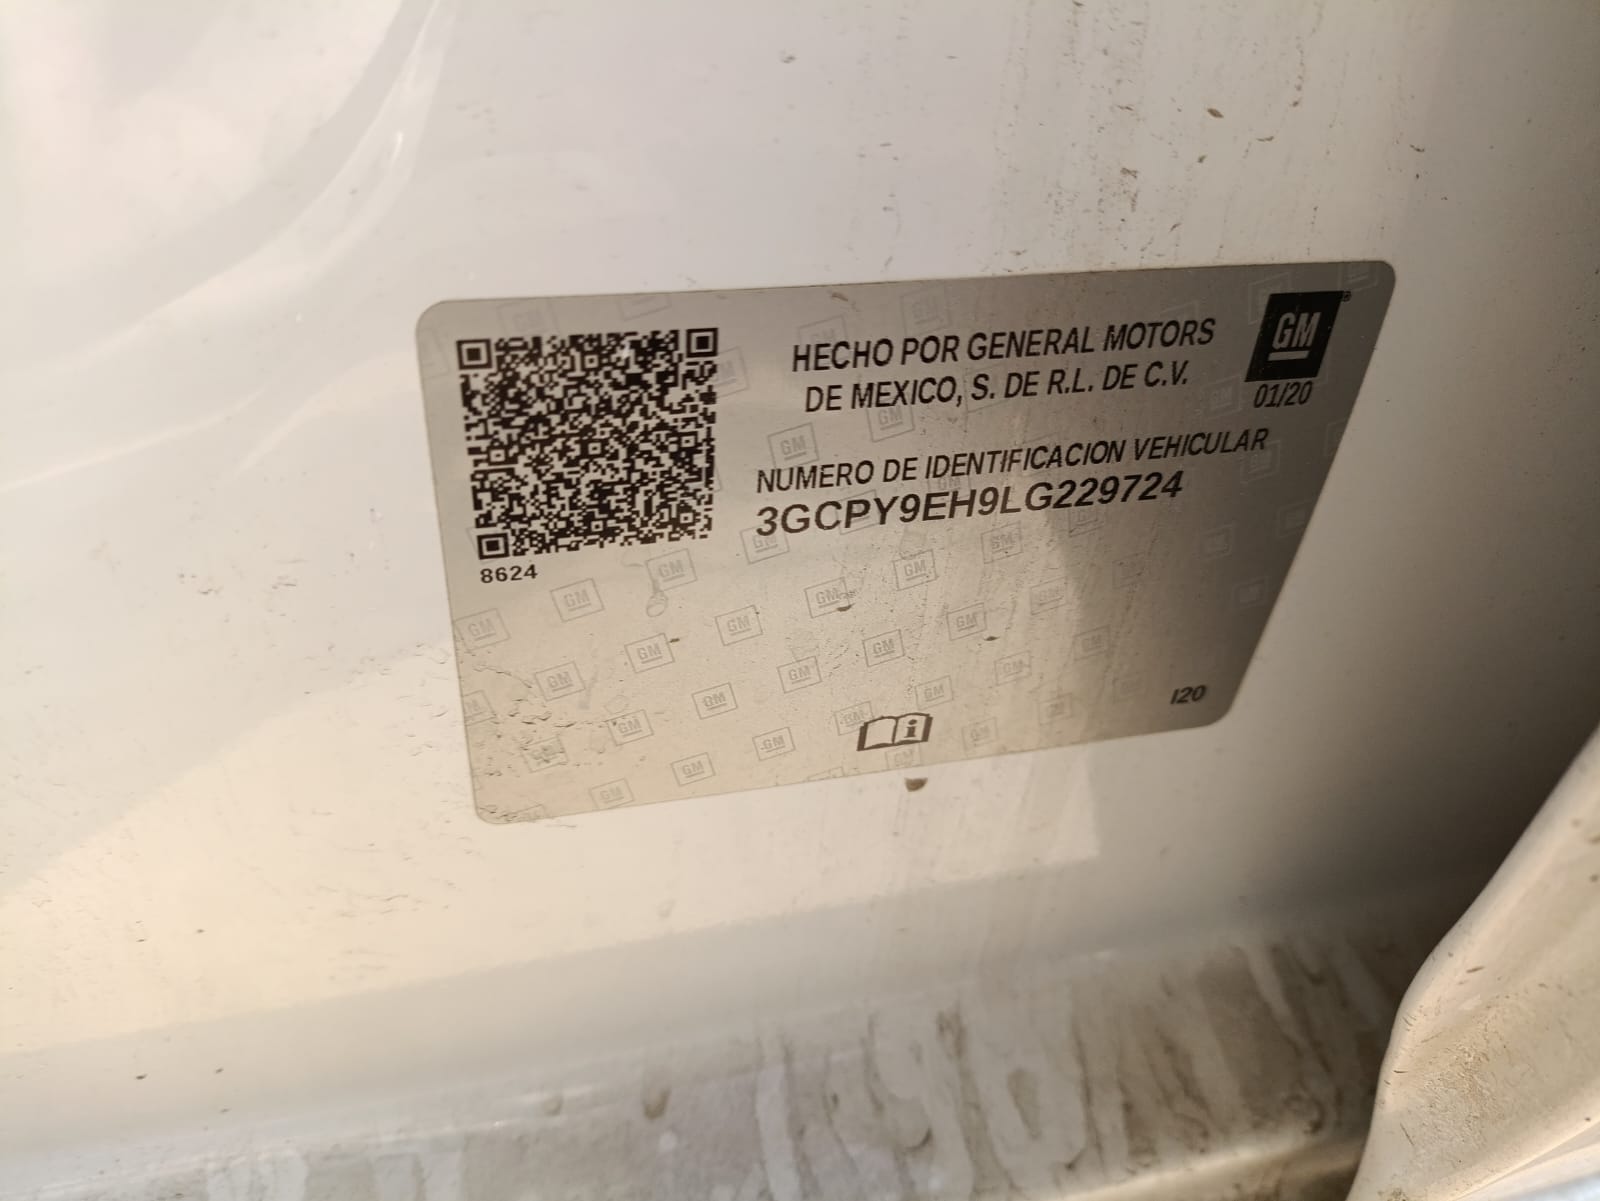 HECHO POR GENERAL MOTORS
DE MEXICO, S. DE R.L. DE C.V.
GM
01/20
NUMERO DE IDENTIFICACION VEHICULAR
3GCPY9EH9LG229724
8624
I20